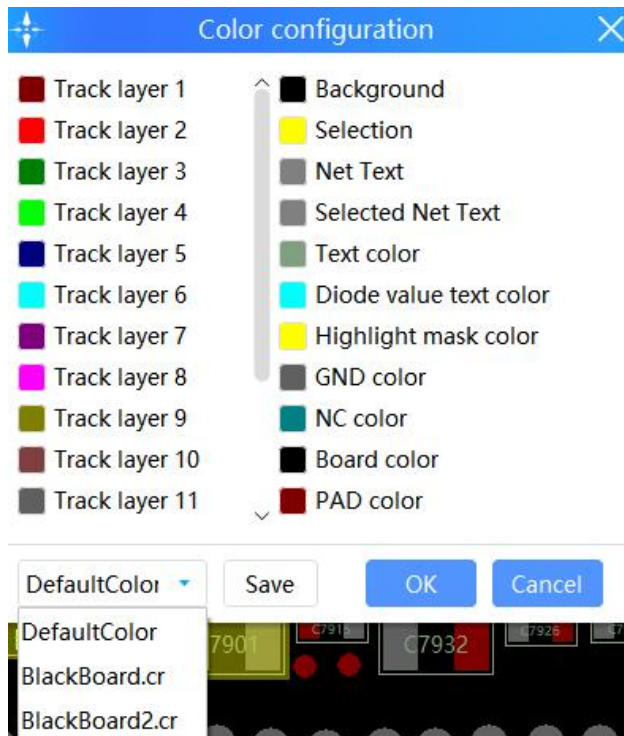 Color configuration
Track layer 1
Track layer 2
Track layer 3
Track layer 4
Track layer 5
Track layer 6
Track layer 7
Track layer 8
Track layer 9
Track layer 10
Track layer 11
Background
Selection
Net Text
Selected Net Text
Text color
Diode value text color
Highlight mask color
GND color
NC color
Board color
PAD color
DefaultColor
Save
OK
Cancel
DefaultColor
BlackBoard.cr
BlackBoard2.cr
7901
C7915
C7932
C7926